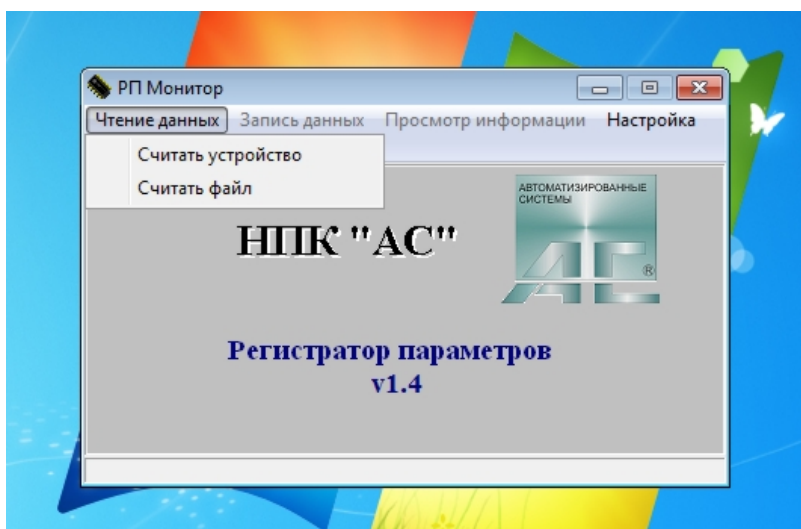 РП Монитор
Чтение данных Запись данных Просмотр информации Настройка
Считать устройство
Считать файл
АВТОМАТИЗИРОВАННЫЕ
СИСТЕМЫ
НПК "АС"
АС ®
Регистратор параметров
v1.4